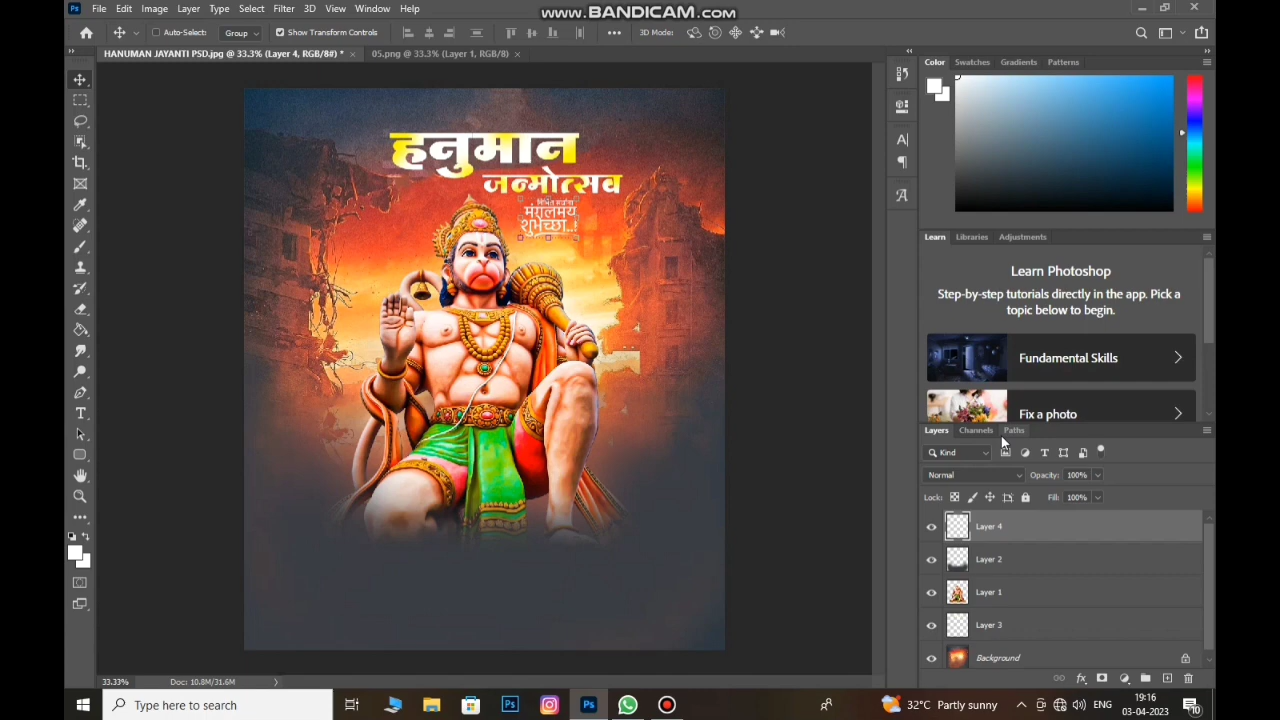 www.BANDICAM.com
Ps File Edit Image Layer Type Select Filter 3D View Window Help
Auto-Select: Group Show Transform Controls 3D Mode:
HANUMAN JAYANTI PSD.jpg @ 33.3% (Layer 4, RGB/8#) * × 05.png @ 33.3% (Layer 1, RGB/8) ×
Color Swatches Gradients Patterns
हनुमान
जन्मोत्सव
मंगलमय
शुभेच्छा..!
Learn Libraries Adjustments
Learn Photoshop
Step-by-step tutorials directly in the app. Pick a
topic below to begin.
Fundamental Skills
Fix a photo
Layers Channels Paths
Kind
Normal Opacity: 100%
Lock: Fill: 100%
Layer 4
Layer 2
Layer 1
Layer 3
Background
33.33% Doc: 10.8M/31.6M
Type here to search
32°C Partly sunny ENG
19:16
03-04-2023
10